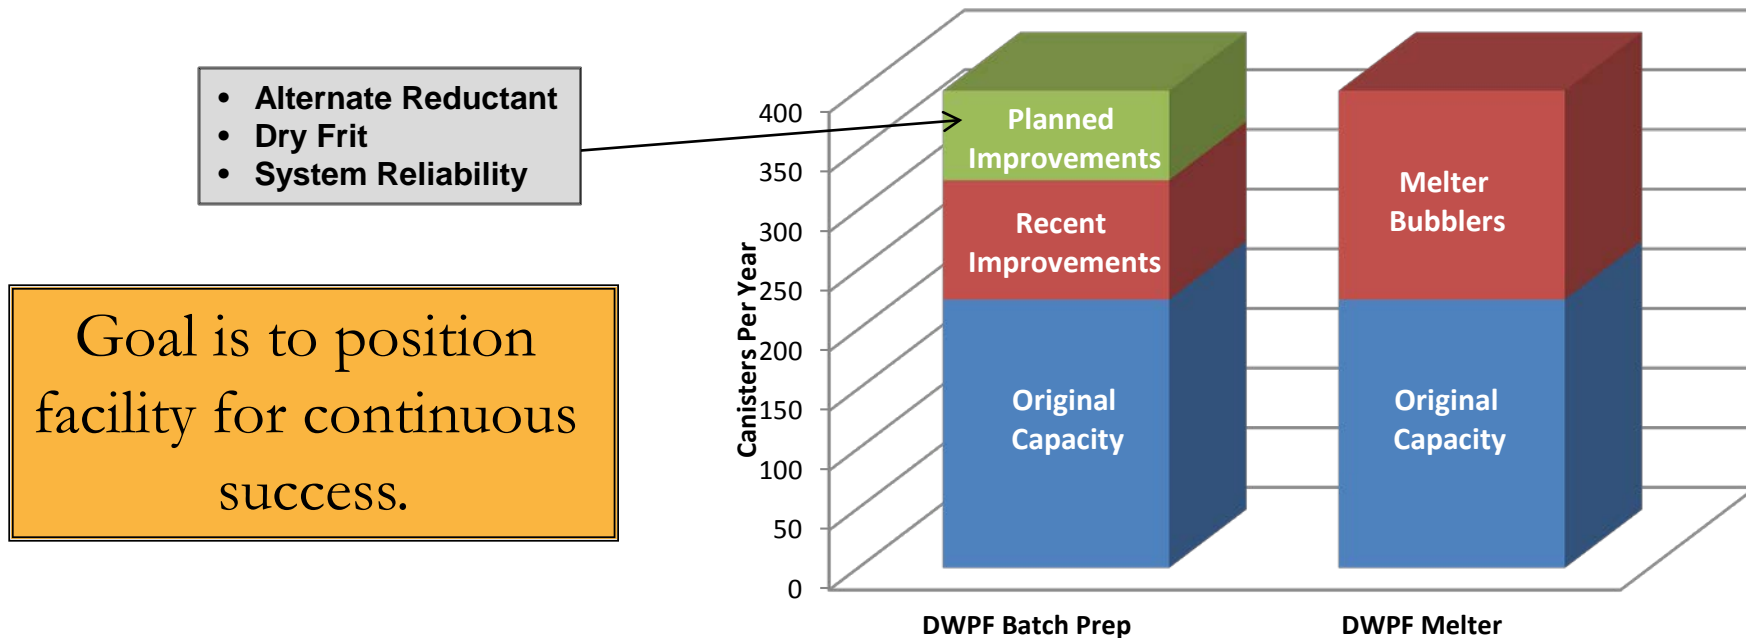 • Alternate Reductant
• Dry Frit
• System Reliability
Goal is to position
facility for continuous
success.
Canisters Per Year
400
350
300
250
200
150
100
50
0
Planned
Improvements
Recent
Improvements
Original
Capacity
Melter
Bubblers
Original
Capacity
DWPF Batch Prep
DWPF Melter